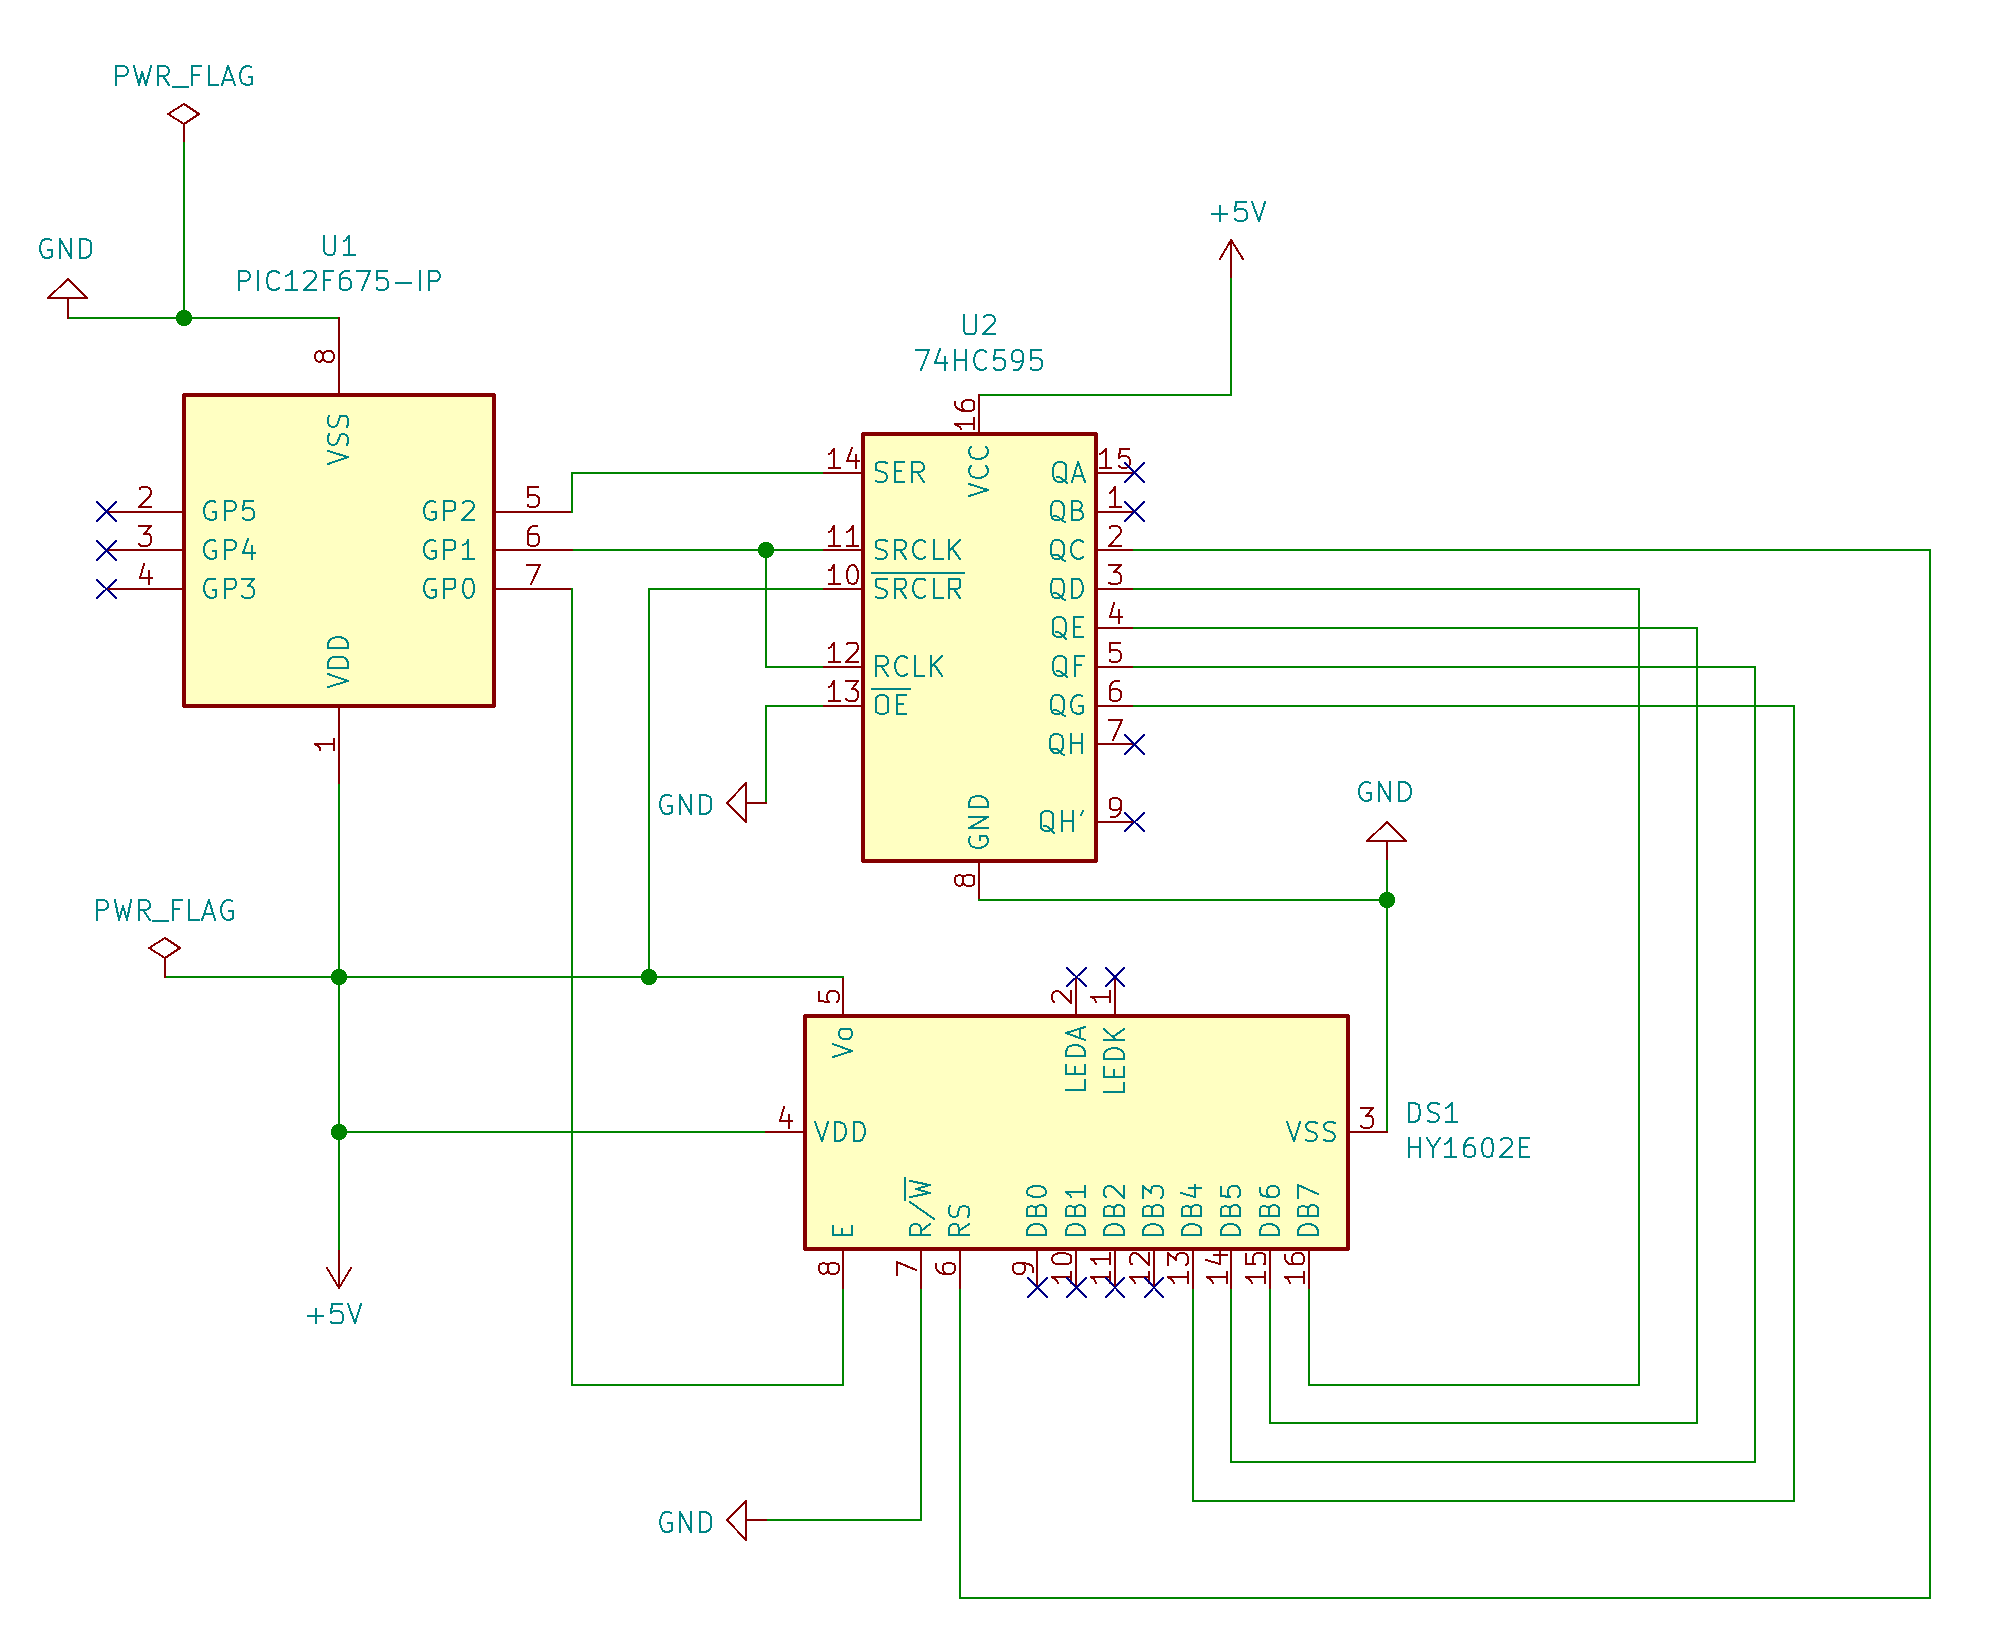 PWR_FLAG
GND
U1
PIC12F675-IP
8
VSS
2 GP5
3 GP4
4 GP3
GP2 5
GP1 6
GP0 7
VDD
1
+5V
U2
74HC595
16
VCC
14 SER
11 SRCLK
10 SRCLR
12 RCLK
13 OE
QA 15
QB 1
QC 2
QD 3
QE 4
QF 5
QG 6
QH 7
QH' 9
GND
8
GND
GND
PWR_FLAG
+5V
5
Vo
2
LEDA
1
LEDK
4 VDD
VSS 3
DS1
HY1602E
E
8
R/W
7
RS
6
DB0
9
DB1
10
DB2
11
DB3
12
DB4
13
DB5
14
DB6
15
DB7
16
GND